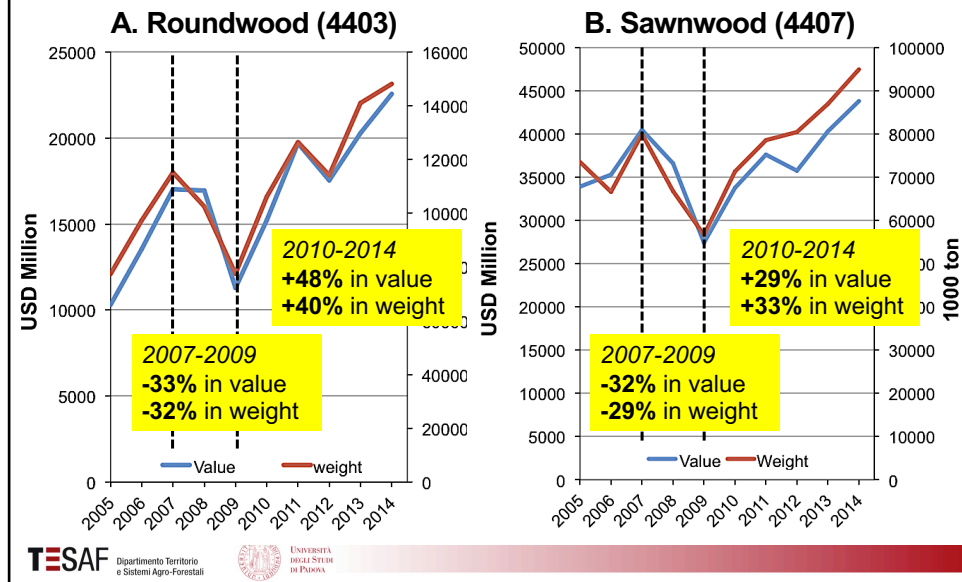 A. Roundwood (4403)
25000
20000
15000
10000
5000
0
USD Million
16000
14000
12000
10000
40000
20000
0
2010-2014
+48% in value
+40% in weight
2007-2009
-33% in value
-32% in weight
Value
weight
2005
2006
2007
2008
2009
2010
2011
2012
2013
2014
B. Sawnwood (4407)
50000
45000
40000
35000
30000
25000
20000
15000
10000
5000
0
USD Million
100000
90000
80000
70000
60000
30000
20000
10000
0
1000 ton
2010-2014
+29% in value
+33% in weight
2007-2009
-32% in value
-29% in weight
Value
Weight
2005
2006
2007
2008
2009
2010
2011
2012
2013
2014
TESAF
Dipartimento Territorio
e Sistemi Agro-Forestali
UNIVERSITÀ
DEGLI STUDI
DI PADOVA